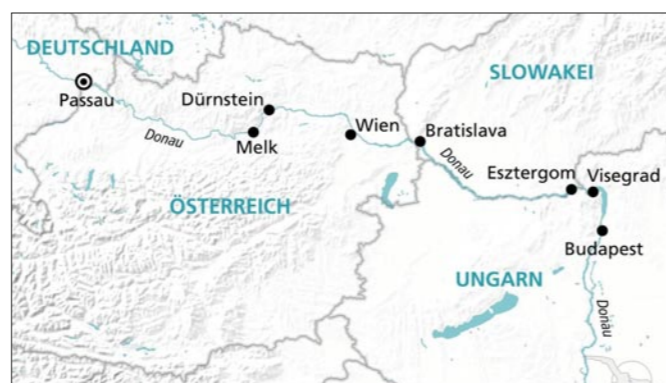 DEUTSCHLAND
Passau
Donau
Dürnstein
Melk
Wien
ÖSTERREICH
SLOWAKEI
Bratislava
Donau
Esztergom
Visegrad
Budapest
UNGARN
Donau